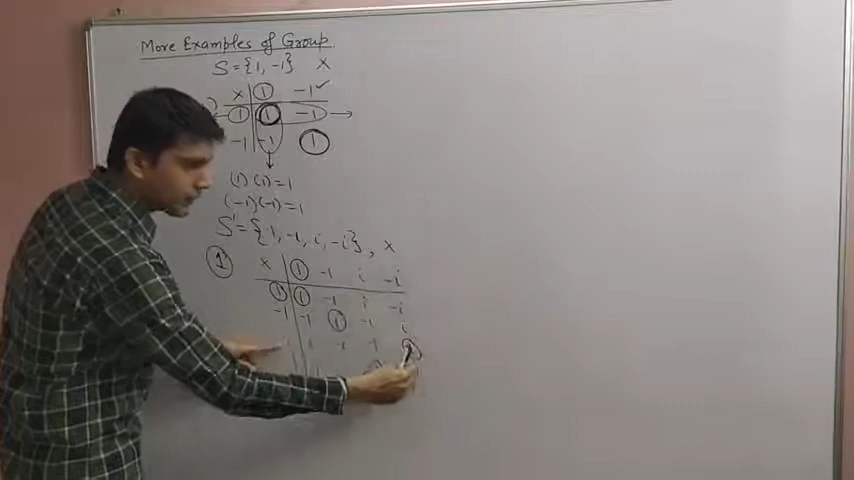 More Examples of Group
S = {1, -1} ×
× 1 -1 ✓
1 1 -1 →
-1 -1 1
(1)(1) = 1
(-1)(-1) = 1
S' = {1, -1, i, -i}, ×
1 × 1 -1 i -i
1 1 -1 i -i
-1 -1 1 -i i